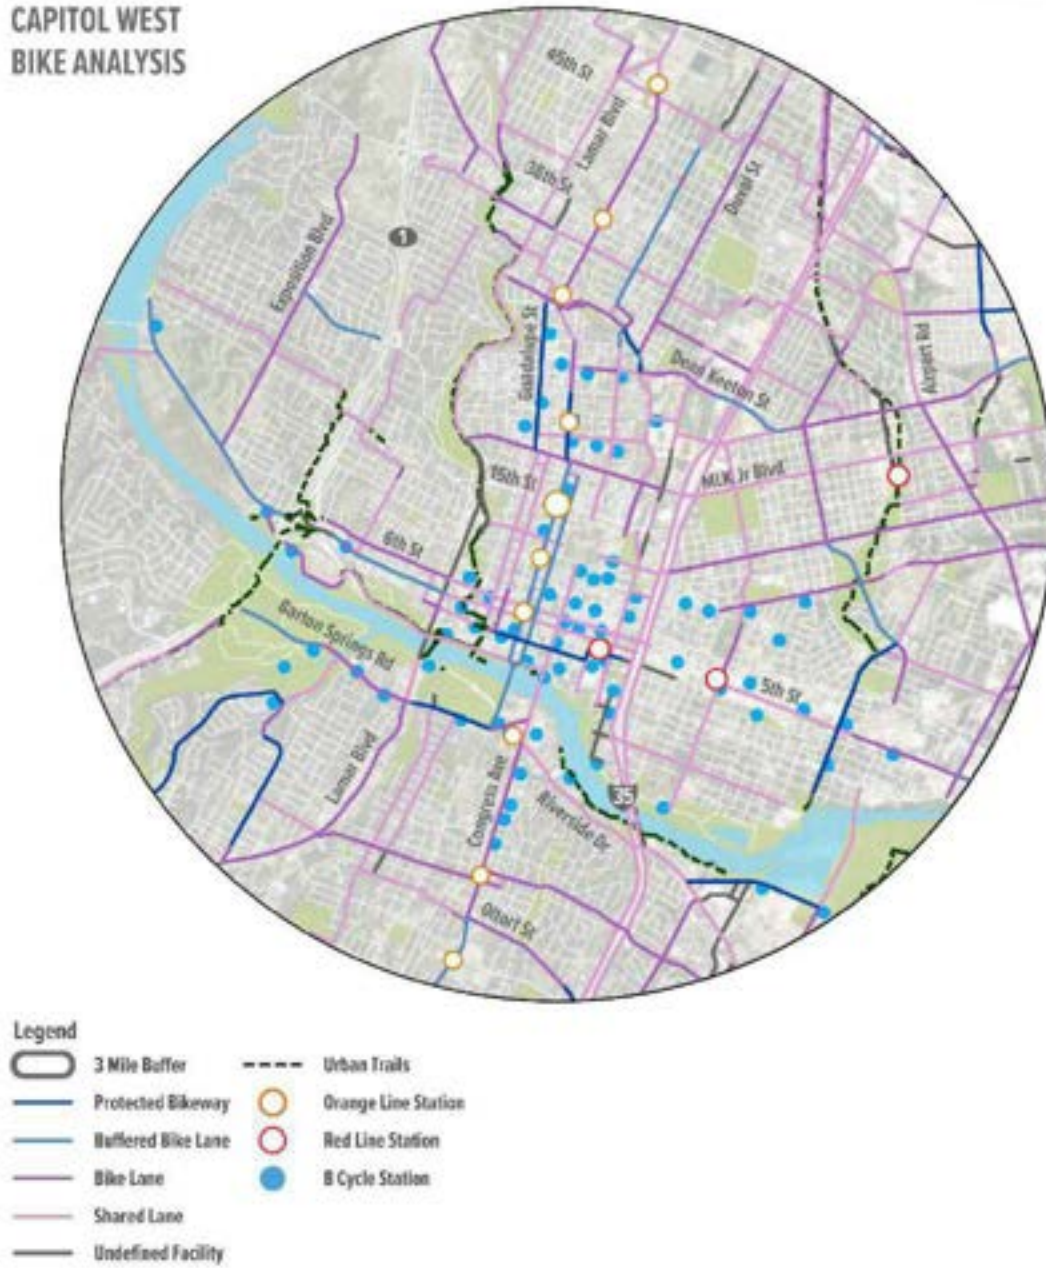 CAPITOL WEST
BIKE ANALYSIS
45th St
Lamar Blvd
38th St
Duval St
Exposition Blvd
1
Guadalupe St
Airport Rd
Dead Keeton St
15th St
MLK Jr Blvd
6th St
Barton Springs Rd
5th St
Lamar Blvd
Congress Ave
35
Riverside Dr
Oltorf St
Legend
3 Mile Buffer
Urban Trails
Protected Bikeway
Orange Line Station
Buffered Bike Lane
Red Line Station
Bike Lane
B Cycle Station
Shared Lane
Undefined Facility